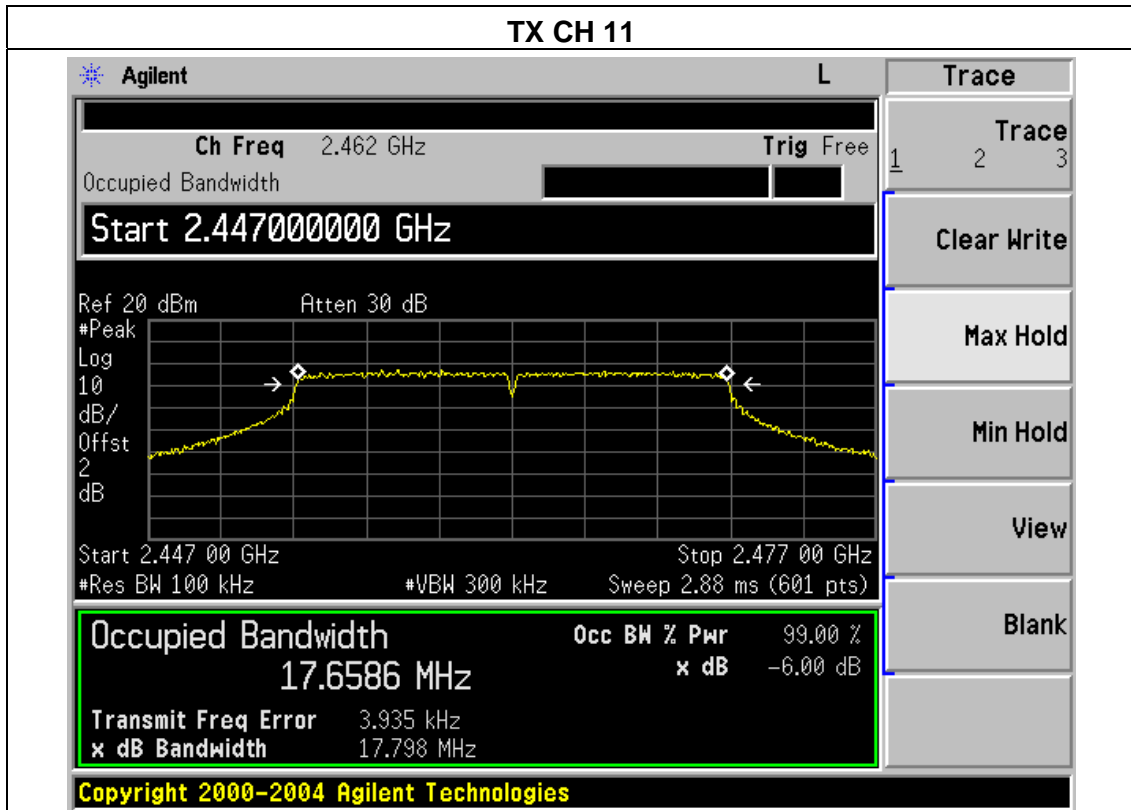 TX CH 11
Agilent L
Ch Freq 2.462 GHz Trig Free
Occupied Bandwidth
Start 2.447000000 GHz
Ref 20 dBm Atten 30 dB
#Peak
Log
10
dB/
Offst
2
dB
Start 2.447 00 GHz Stop 2.477 00 GHz
#Res BW 100 kHz #VBW 300 kHz Sweep 2.88 ms (601 pts)
Occupied Bandwidth
17.6586 MHz
Occ BW % Pwr 99.00 %
x dB -6.00 dB
Transmit Freq Error 3.935 kHz
x dB Bandwidth 17.798 MHz
Copyright 2000-2004 Agilent Technologies
Trace
Trace
1 2 3
Clear Write
Max Hold
Min Hold
View
Blank